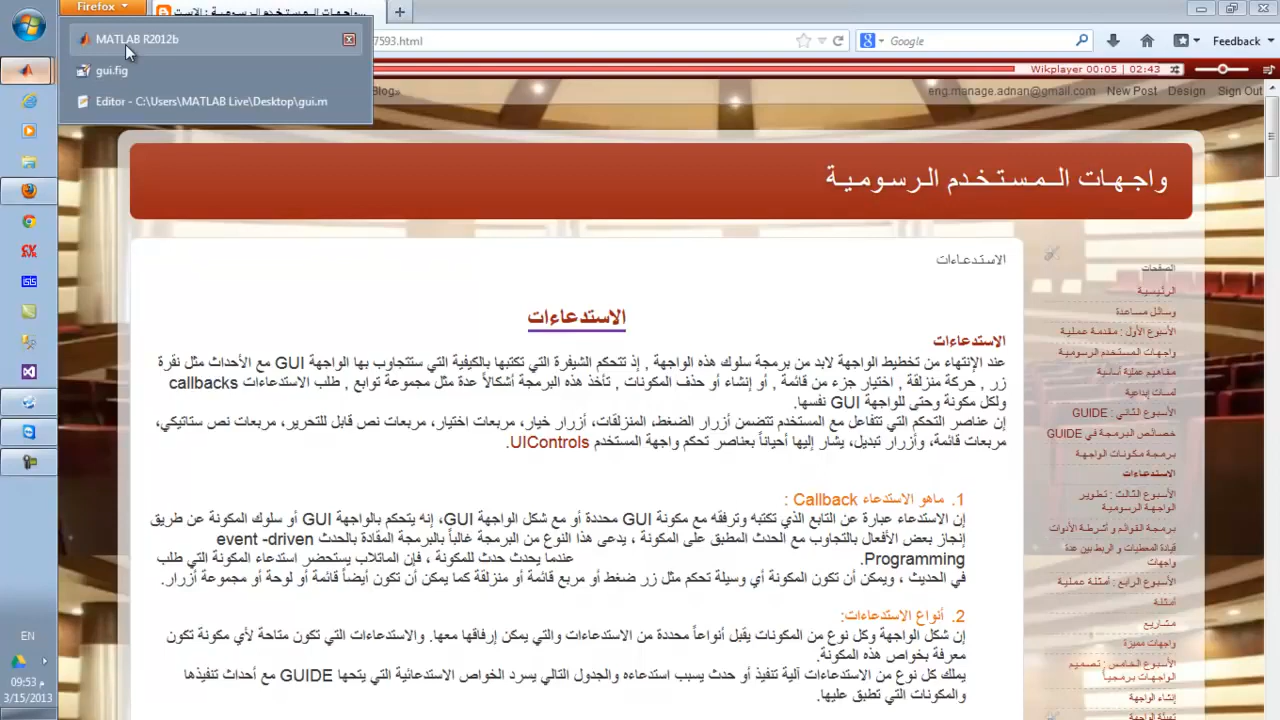 Firefox
واجـهـات الـمـسـتـخـدم الـرسـومـيـة : الاست
MATLAB R2012b
gui.fig
Editor - C:\Users\MATLAB Live\Desktop\gui.m
7593.html
Google
Feedback
Wikplayer 00:05 | 02:43
Blog»
eng.manage.adnan@gmail.com New Post Design Sign Out
واجـهـات الـمـسـتـخـدم الـرسـومـيـة
الاستدعاءات
الاستدعاءات
الاستدعاءات
عند الإنتهاء من تخطيط الواجهة لابد من برمجة سلوك هذه الواجهة , إذ تتحكم الشيفرة التي تكتبها بالكيفية التي ستتجاوب بها الواجهة GUI مع الأحداث مثل نقرة
زر , حركة منزلقة , اختيار جزء من قائمة , أو إنشاء أو حذف المكونات , تأخذ هذه البرمجة أشكالاً عدة مثل مجموعة توابع , طلب الاستدعاءات callbacks
ولكل مكونة وحتى للواجهة GUI نفسها.
إن عناصر التحكم التي تتفاعل مع المستخدم تتضمن أزرار الضغط، المنزلقات، أزرار خيار، مربعات اختيار، مربعات نص قابل للتحرير، مربعات نص ستاتيكي،
مربعات قائمة، وأزرار تبديل، يشار إليها أحياناً بعناصر تحكم واجهة المستخدم UIControls.
1. ماهو الاستدعاء Callback :
إن الاستدعاء عبارة عن التابع الذي تكتبه وترفقه مع مكونة GUI محددة أو مع شكل الواجهة GUI، إنه يتحكم بالواجهة GUI أو سلوك المكونة عن طريق
إنجاز بعض الأفعال بالتجاوب مع الحدث المطبق على المكونة ، يدعى هذا النوع من البرمجة غالباً بالبرمجة المقادة بالحدث event -driven
Programming. عندما يحدث حدث للمكونة ، فإن الماتلاب يستحضر استدعاء المكونة التي طلب
في الحديث ، ويمكن أن تكون المكونة أي وسيلة تحكم مثل زر ضغط أو مربع قائمة أو منزلقة كما يمكن أن تكون أيضاً قائمة أو لوحة أو مجموعة أزرار.
2. أنواع الاستدعاءات:
إن شكل الواجهة وكل نوع من المكونات يقبل أنواعاً محددة من الاستدعاءات والتي يمكن إرفاقها معها. والاستدعاءات التي تكون متاحة لأي مكونة تكون
معرفة بخواص هذه المكونة.
يملك كل نوع من الاستدعاءات آلية تنفيذ أو حدث يسبب استدعاءه والجدول التالي يسرد الخواص الاستدعائية التي يتحها GUIDE مع أحداث تنفيذها
والمكونات التي تطبق عليها.
الصفحات
الرئيسية
وسائل مساعدة
الأسبوع الأول : مقدمة عملية
واجهات المستخدم الرسومية
مفاهيم عملية أساسية
لمسات إبداعية
الأسبوع الثاني : GUIDE
خصائص البرمجة في GUIDE
برمجة مكونات الواجهة
الاستدعاءات
الأسبوع الثالث : تطوير
الواجهة الرسومية
برمجة القوائم و أشرطة الأدوات
قيادة المعطيات و الربط بين عدة
واجهات
الأسبوع الرابع : أمثلة عملية
أمثلة
مشاريع
واجهات مميزة
الأسبوع الخامس : تصميم
الواجهات برمجياً
إنشاء الواجهة
EN
09:53 م
3/15/2013